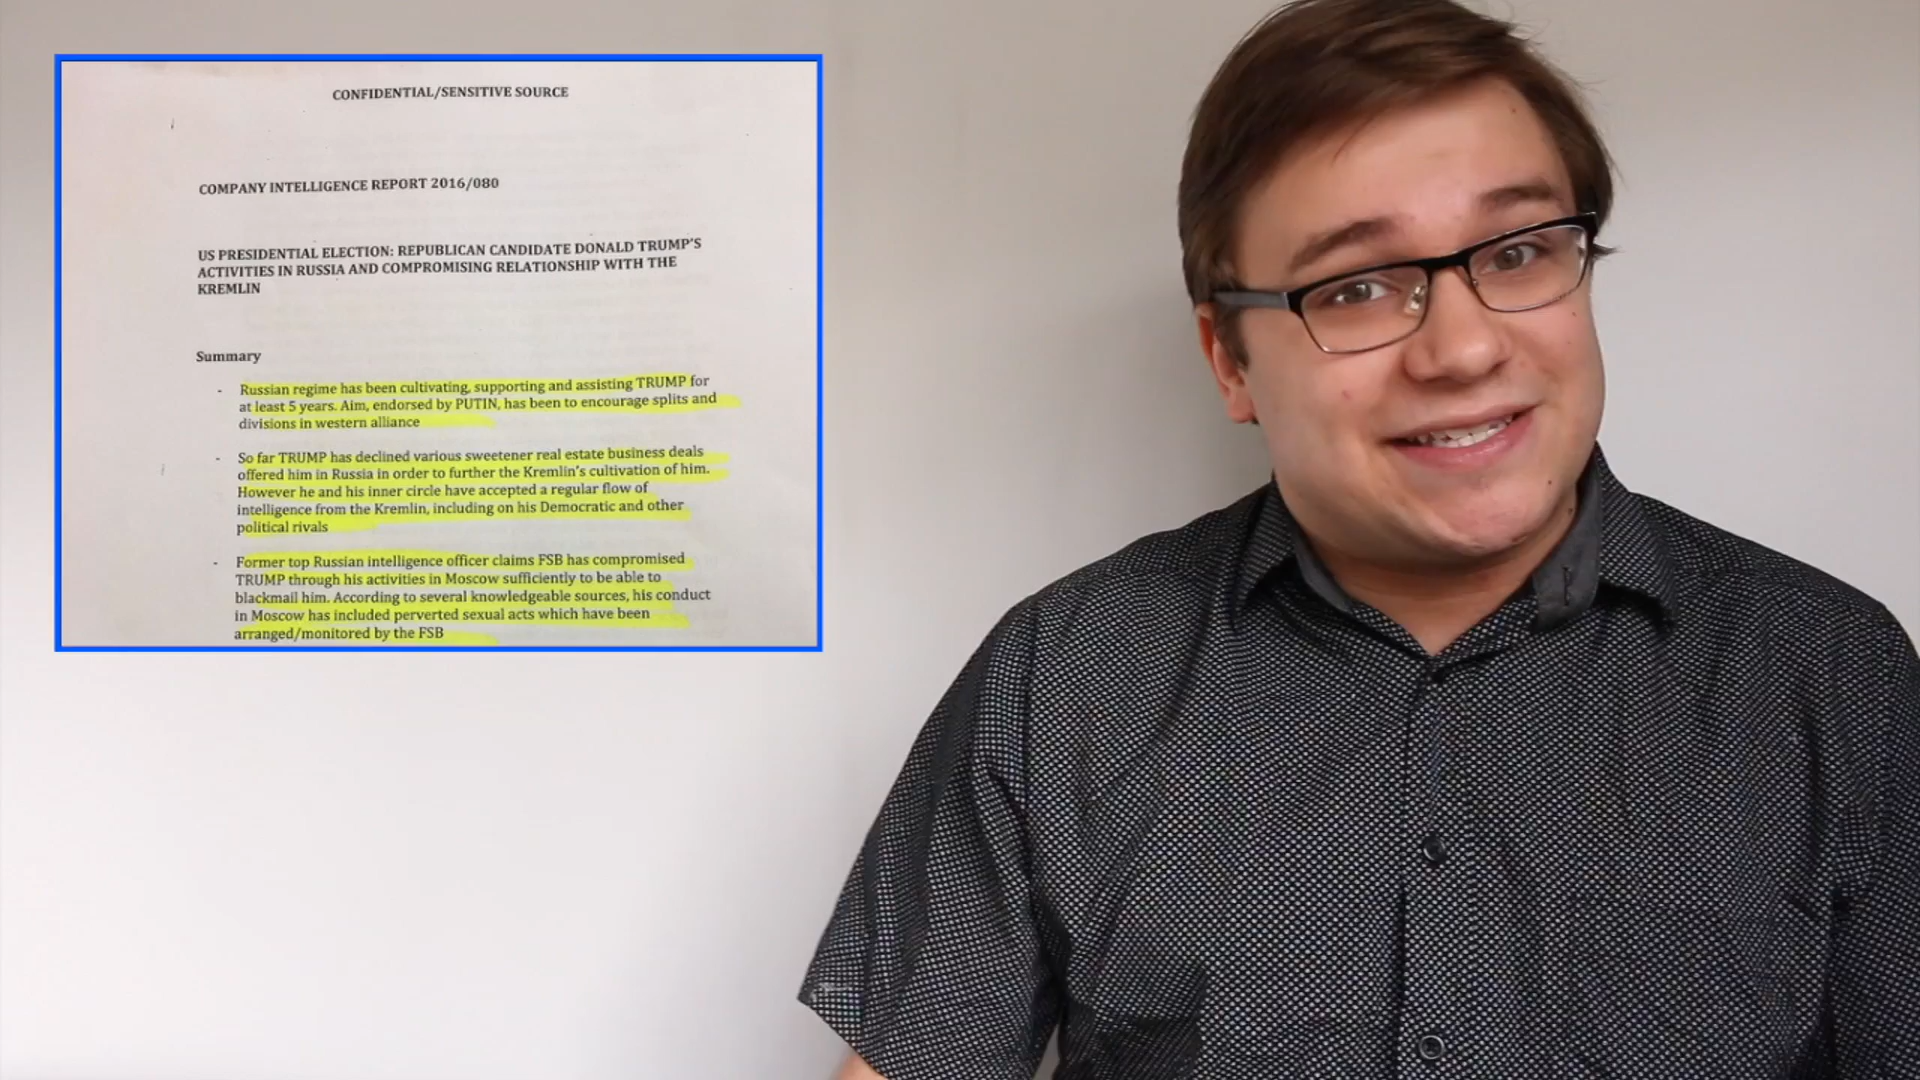 CONFIDENTIAL/SENSITIVE SOURCE
COMPANY INTELLIGENCE REPORT 2016/080
US PRESIDENTIAL ELECTION: REPUBLICAN CANDIDATE DONALD TRUMP'S
ACTIVITIES IN RUSSIA AND COMPROMISING RELATIONSHIP WITH THE
KREMLIN
Summary
- Russian regime has been cultivating, supporting and assisting TRUMP for
at least 5 years. Aim, endorsed by PUTIN, has been to encourage splits and
divisions in western alliance
- So far TRUMP has declined various sweetener real estate business deals
offered him in Russia in order to further the Kremlin's cultivation of him.
However he and his inner circle have accepted a regular flow of
intelligence from the Kremlin, including on his Democratic and other
political rivals
- Former top Russian intelligence officer claims FSB has compromised
TRUMP through his activities in Moscow sufficiently to be able to
blackmail him. According to several knowledgeable sources, his conduct
in Moscow has included perverted sexual acts which have been
arranged/monitored by the FSB